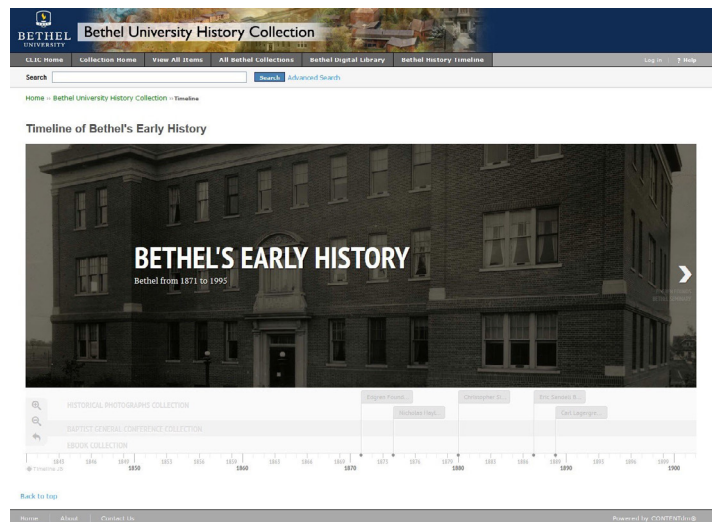 BETHEL
UNIVERSITY
Bethel University History Collection
CLIC Home Collection Home View All Items All Bethel Collections Bethel Digital Library Bethel History Timeline Log in ? Help
Search Search Advanced Search
Home » Bethel University History Collection » Timeline
Timeline of Bethel's Early History
BETHEL'S EARLY HISTORY
Bethel from 1871 to 1995
HISTORICAL PHOTOGRAPHS COLLECTION
BAPTIST GENERAL CONFERENCE COLLECTION
EBOOK COLLECTION
1850 1860 1870 1880 1890 1900
Timeline JS
Back to top
Home About Contact Us Powered by CONTENTdm®